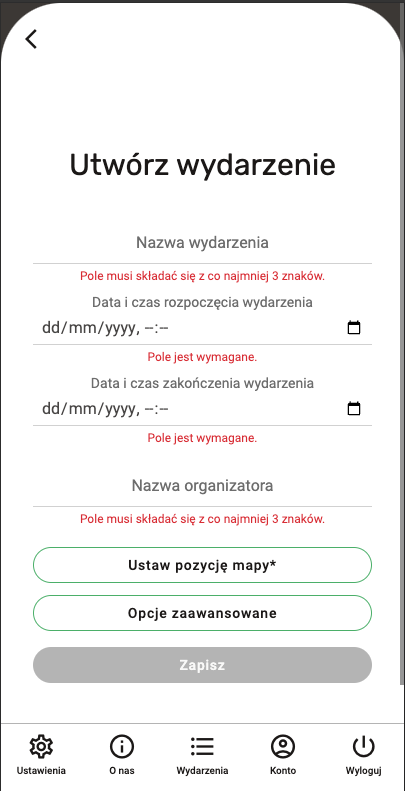 Utwórz wydarzenie
Nazwa wydarzenia
Pole musi składać się z co najmniej 3 znaków.
Data i czas rozpoczęcia wydarzenia
dd/mm/yyyy, --:--
Pole jest wymagane.
Data i czas zakończenia wydarzenia
dd/mm/yyyy, --:--
Pole jest wymagane.
Nazwa organizatora
Pole musi składać się z co najmniej 3 znaków.
Ustaw pozycję mapy*
Opcje zaawansowane
Zapisz
Ustawienia O nas Wydarzenia Konto Wyloguj